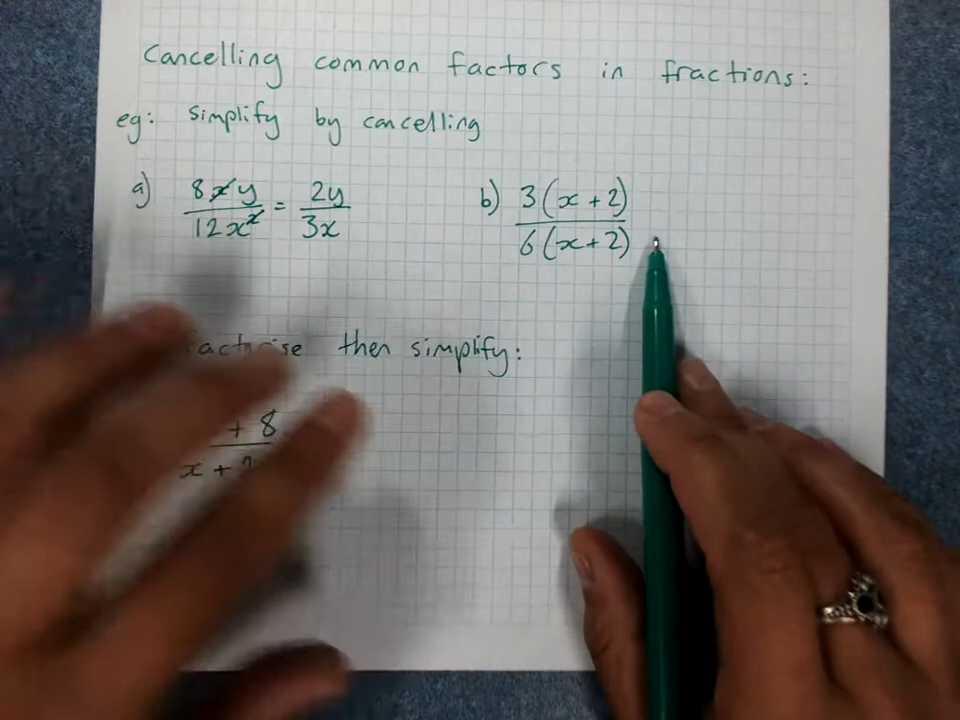 Cancelling common factors in fractions:
eg: simplify by cancelling
a) 8xy/12x² = 2y/3x b) 3(x+2)/6(x+2)
then simplify:
+ 8
x +